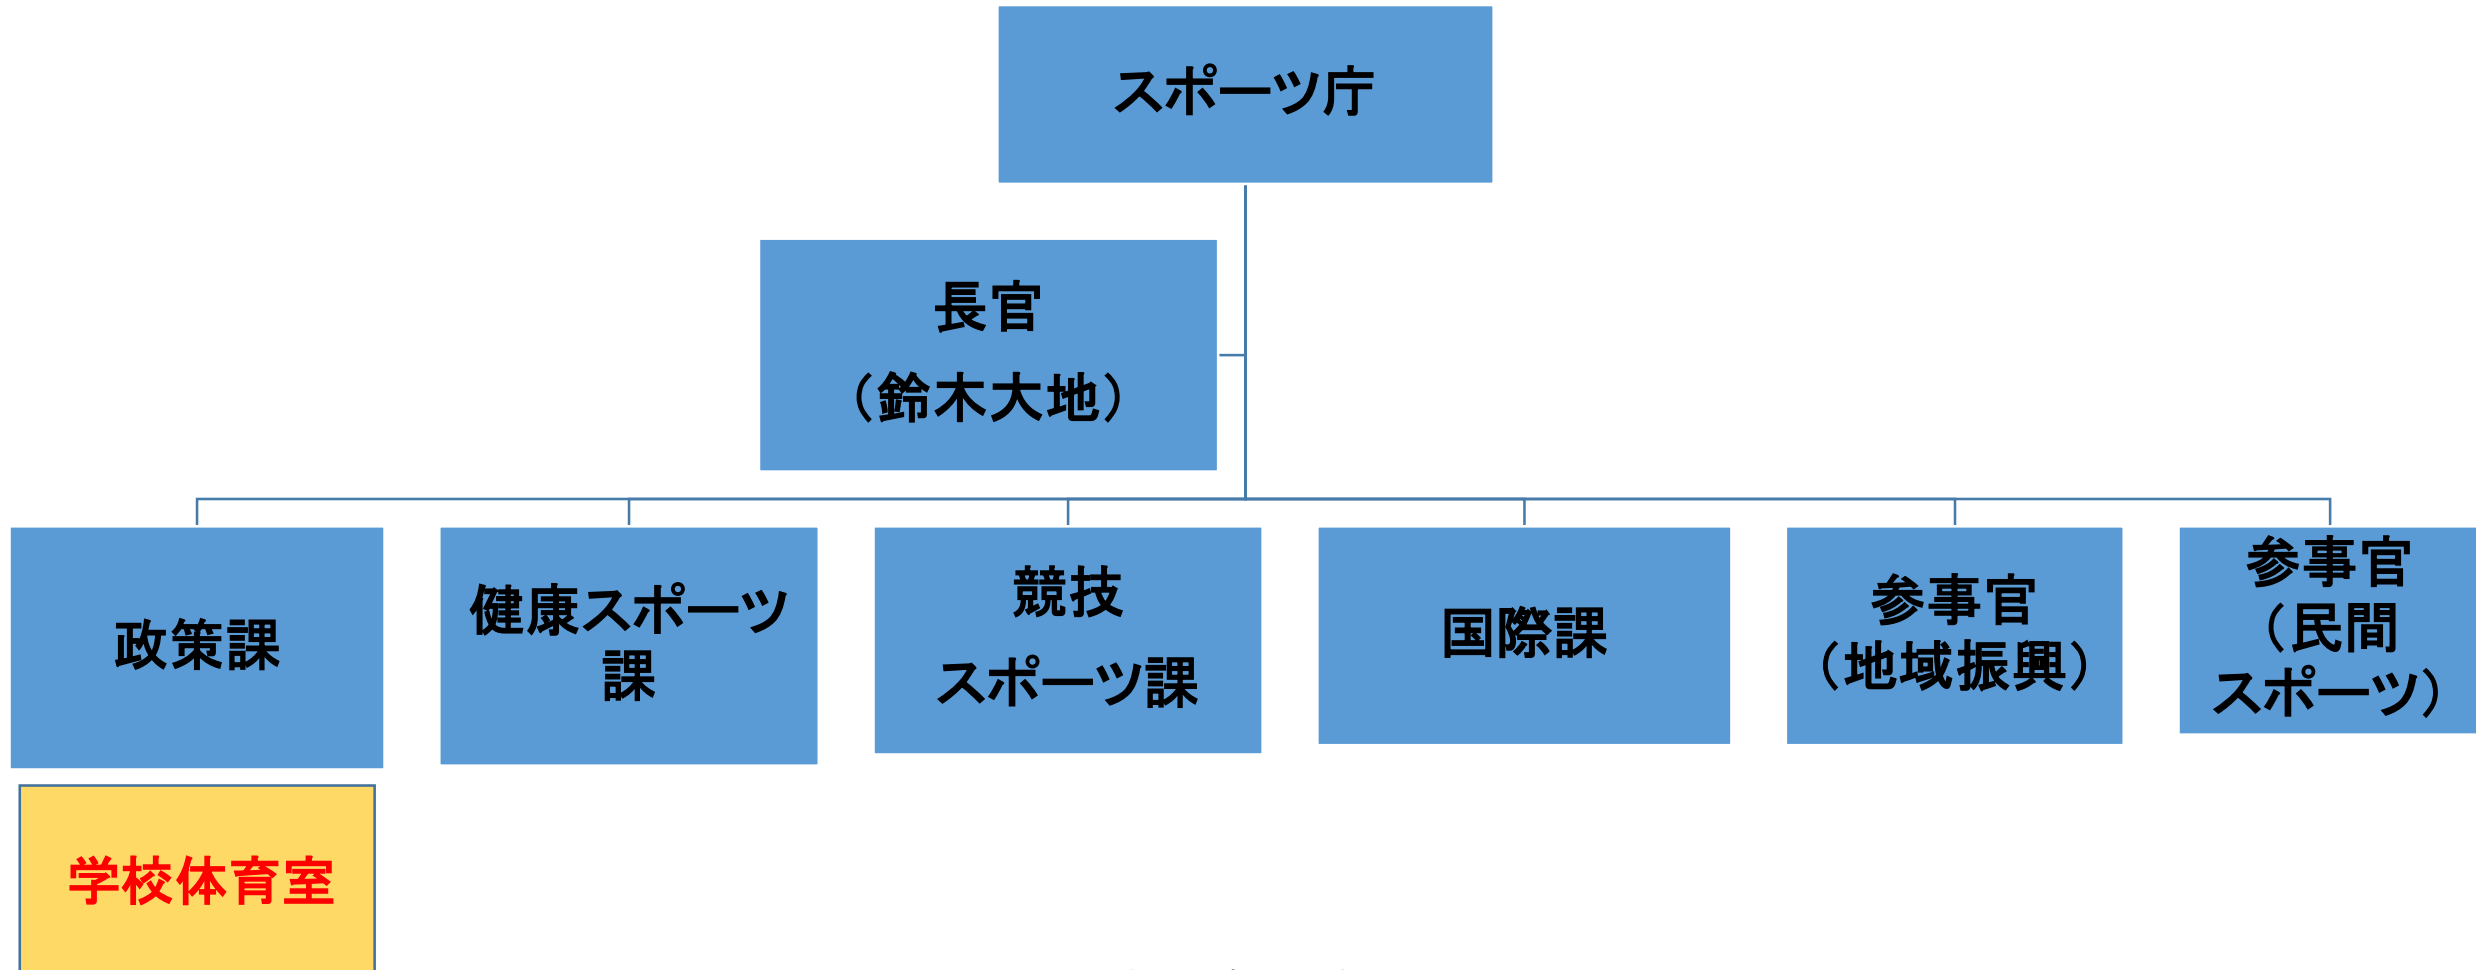 スポーツ庁
長官
（鈴木大地）
政策課
健康スポーツ
課
競技
スポーツ課
国際課
参事官
（地域振興）
参事官
（民間
スポーツ）
学校体育室